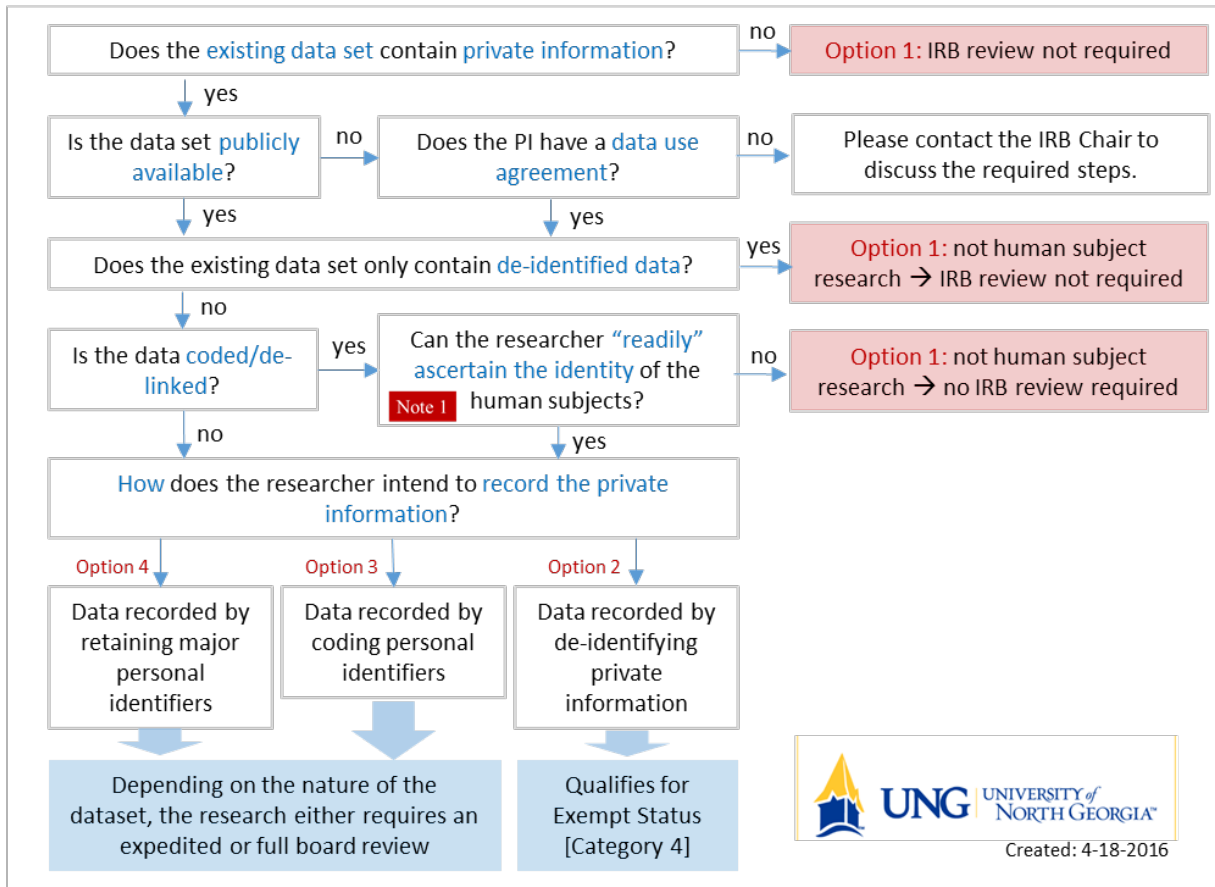 Does the existing data set contain private information?
no
Option 1: IRB review not required
yes
Is the data set publicly
available?
no
Does the PI have a data use
agreement?
no
Please contact the IRB Chair to
discuss the required steps.
yes
yes
Does the existing data set only contain de-identified data?
yes
Option 1: not human subject
research → IRB review not required
no
Is the data coded/de-
linked?
yes
Can the researcher “readily”
ascertain the identity of the
Note 1
human subjects?
no
Option 1: not human subject
research → no IRB review required
no
yes
How does the researcher intend to record the private
information?
Option 4
Option 3
Option 2
Data recorded by
retaining major
personal
identifiers
Data recorded by
coding personal
identifiers
Data recorded by
de-identifying
private
information
Depending on the nature of the
dataset, the research either requires an
expedited or full board review
Qualifies for
Exempt Status
[Category 4]
UNG
UNIVERSITY of
NORTH GEORGIA™
Created: 4-18-2016